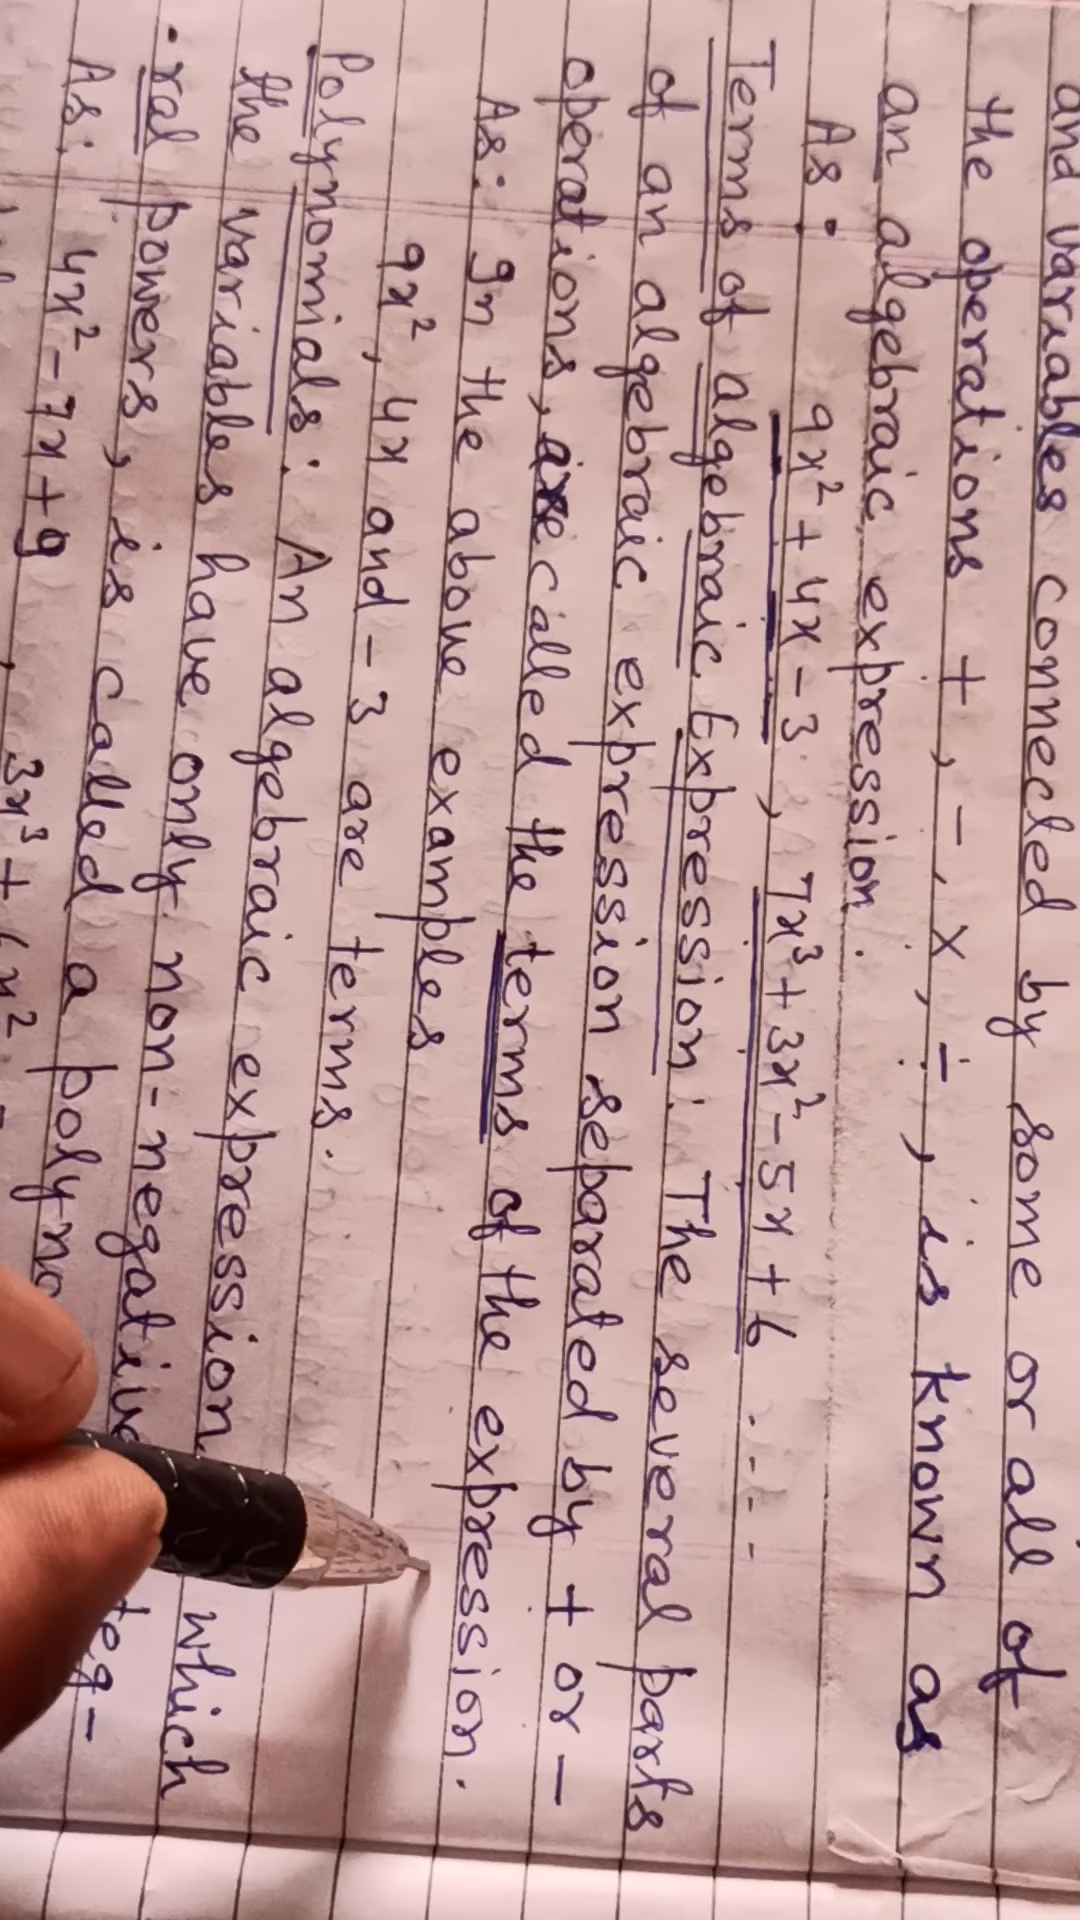 and variables connected by some or all of
the operations +, -, ×, ÷, is known as
an algebraic expression.
As: 9x² + 4x - 3, 7x³ + 3x² - 5x + 6 ....
Terms of algebraic Expression: The several parts
of an algebraic expression separated by + or -
operations, are called the terms of the expression.
As: In the above examples
9x², 4x and - 3 are terms.
Polynomials: An algebraic expression which
the variables have only non-negative
-ral powers, is called a
As: 4x² - 7x + 9, 3x³ +